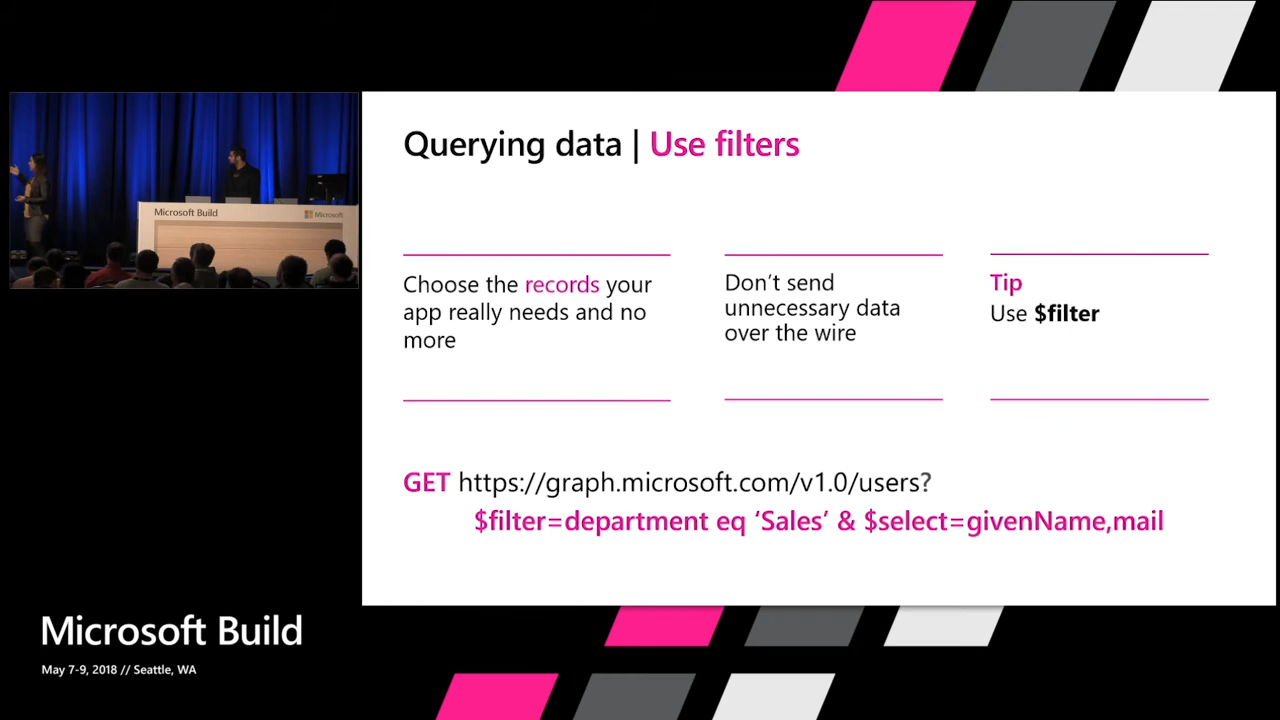 Querying data | Use filters
Microsoft Build
Microsoft
Choose the records your
app really needs and no
more
Don’t send
unnecessary data
over the wire
Tip
Use $filter
GET https://graph.microsoft.com/v1.0/users?
$filter=department eq ‘Sales’ & $select=givenName,mail
Microsoft Build
May 7-9, 2018 // Seattle, WA